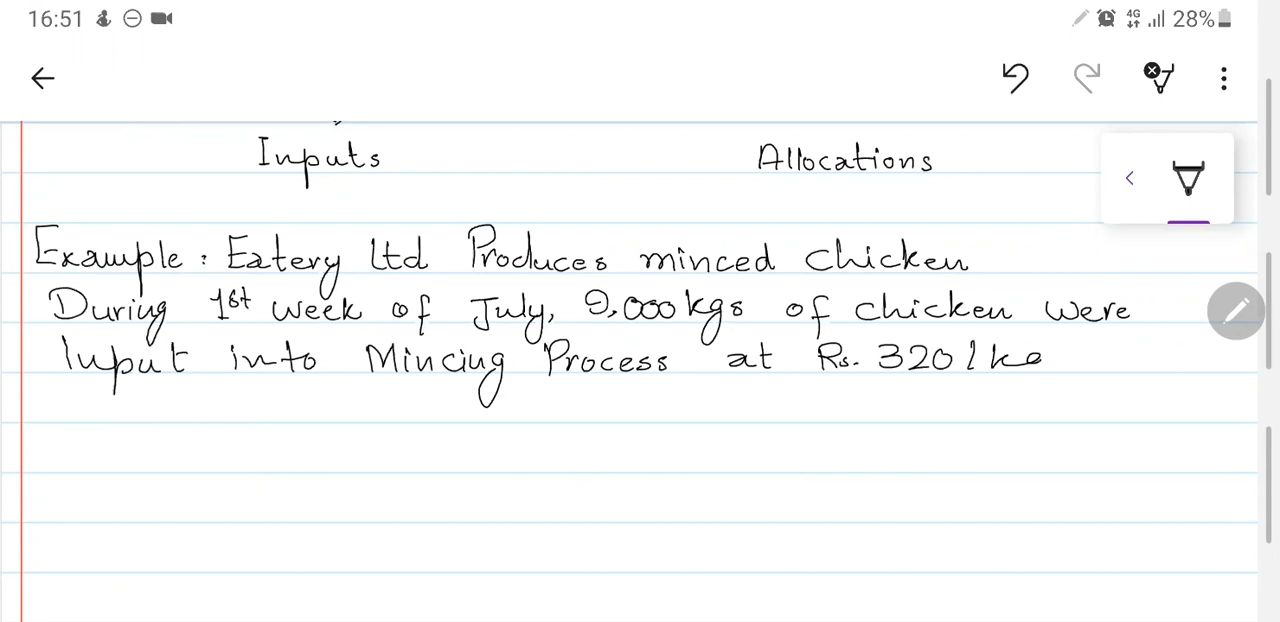 16:51 4G 28%
Inputs Allocations
Example: Eatery Ltd Produces minced chicken
During 1st week of July, 9,000 kgs of chicken were
Input into Mincing Process at Rs. 320/